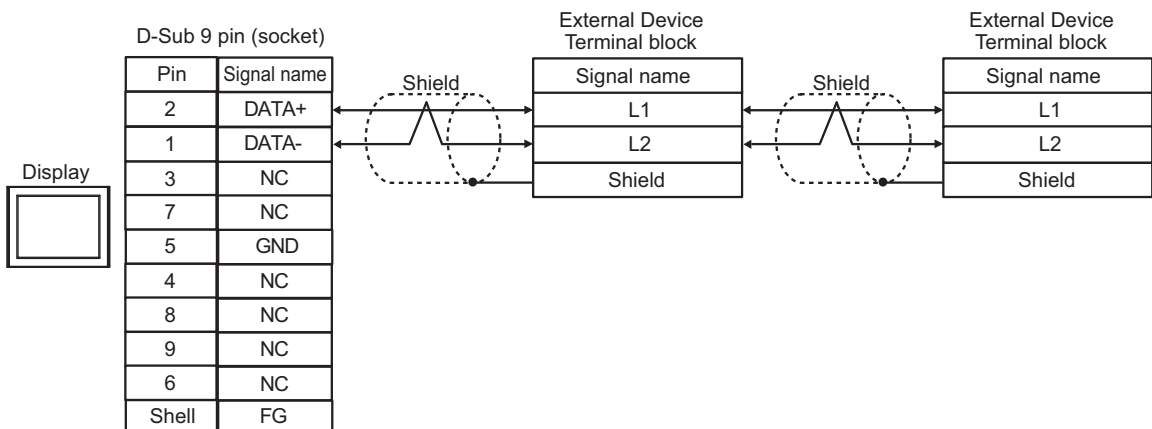 External Device
Terminal block
External Device
Terminal block
D-Sub 9 pin (socket)
Pin Signal name
Shield
Signal name
Shield
Signal name
2 DATA+
L1
L1
1 DATA-
L2
L2
Display
3 NC
Shield
Shield
7 NC
5 GND
4 NC
8 NC
9 NC
6 NC
Shell FG